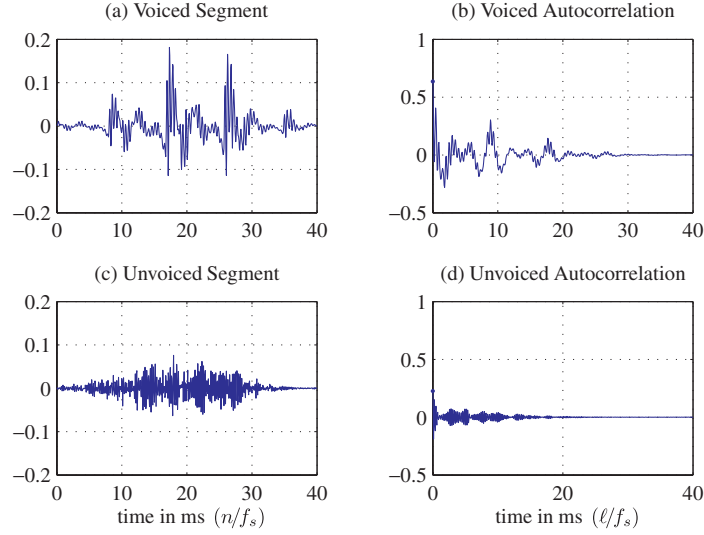 (a) Voiced Segment
0.2
0.1
0
−0.1
−0.2
0 10 20 30 40
(b) Voiced Autocorrelation
1
0.5
0
−0.5
0 10 20 30 40
(c) Unvoiced Segment
0.2
0.1
0
−0.1
−0.2
0 10 20 30 40
time in ms (n/fₛ)
(d) Unvoiced Autocorrelation
1
0.5
0
−0.5
0 10 20 30 40
time in ms (ℓ/fₛ)